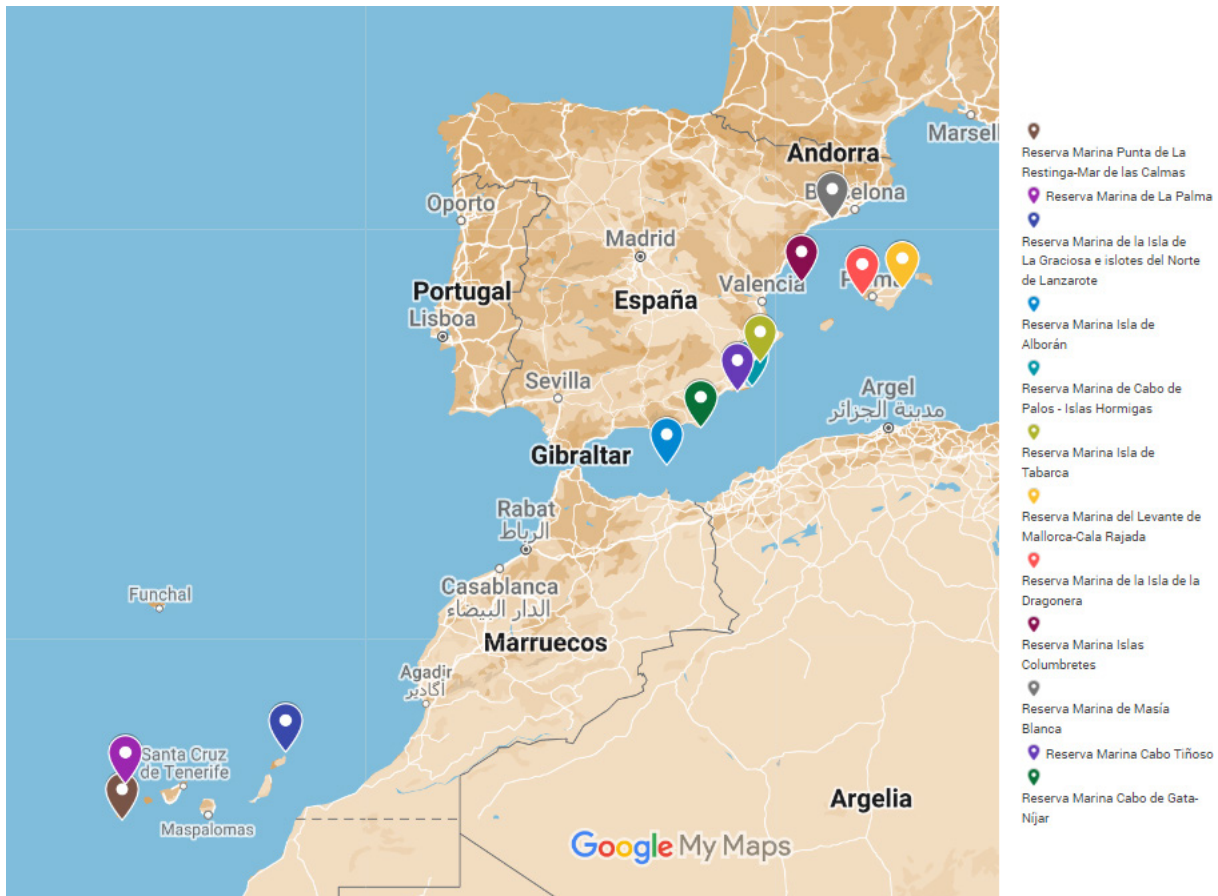 Marsell
Andorra
Barcelona
Oporto
Madrid
Portugal
Lisboa
España
Valencia
Palma
Sevilla
Argel
مدينة الجزائر
Gibraltar
Rabat
الرباط
Casablanca
الدار البيضاء
Funchal
Marruecos
Agadir
أكادير
Santa Cruz
de Tenerife
Maspalomas
Argelia
Google My Maps
Reserva Marina Punta de La
Restinga-Mar de las Calmas
Reserva Marina de La Palma
Reserva Marina de la Isla de
La Graciosa e islotes del Norte
de Lanzarote
Reserva Marina Isla de
Alborán
Reserva Marina de Cabo de
Palos - Islas Hormigas
Reserva Marina Isla de
Tabarca
Reserva Marina del Levante de
Mallorca-Cala Rajada
Reserva Marina de la Isla de la
Dragonera
Reserva Marina Islas
Columbretes
Reserva Marina de Masía
Blanca
Reserva Marina Cabo Tiñoso
Reserva Marina Cabo de Gata-
Níjar